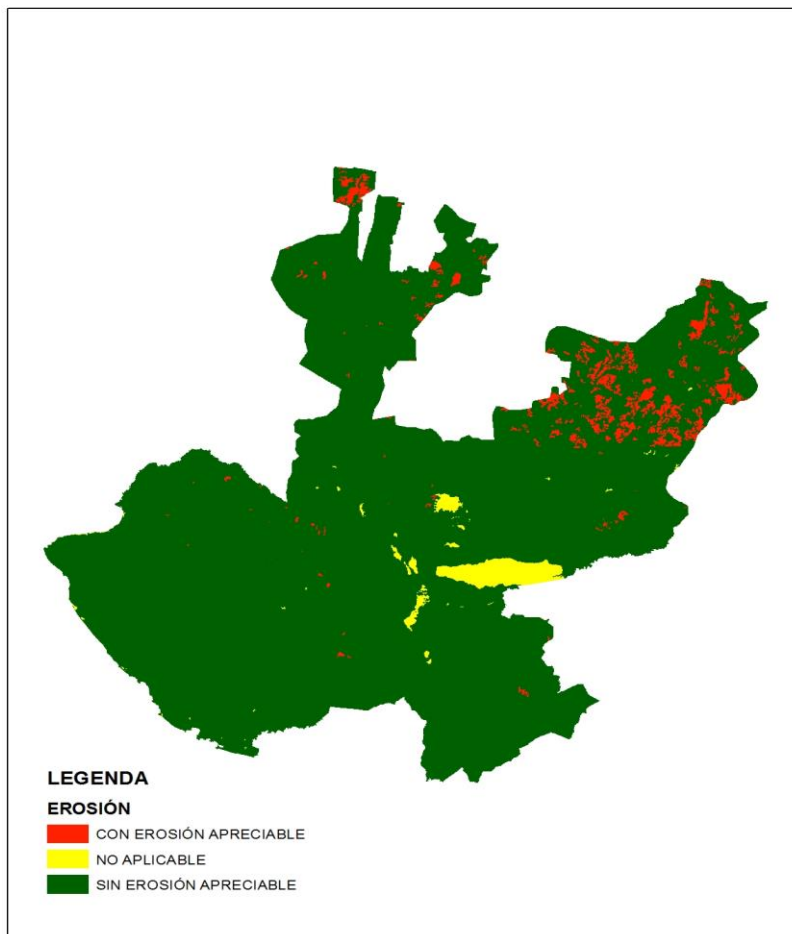 LEGENDA
EROSIÓN
CON EROSIÓN APRECIABLE
NO APLICABLE
SIN EROSIÓN APRECIABLE